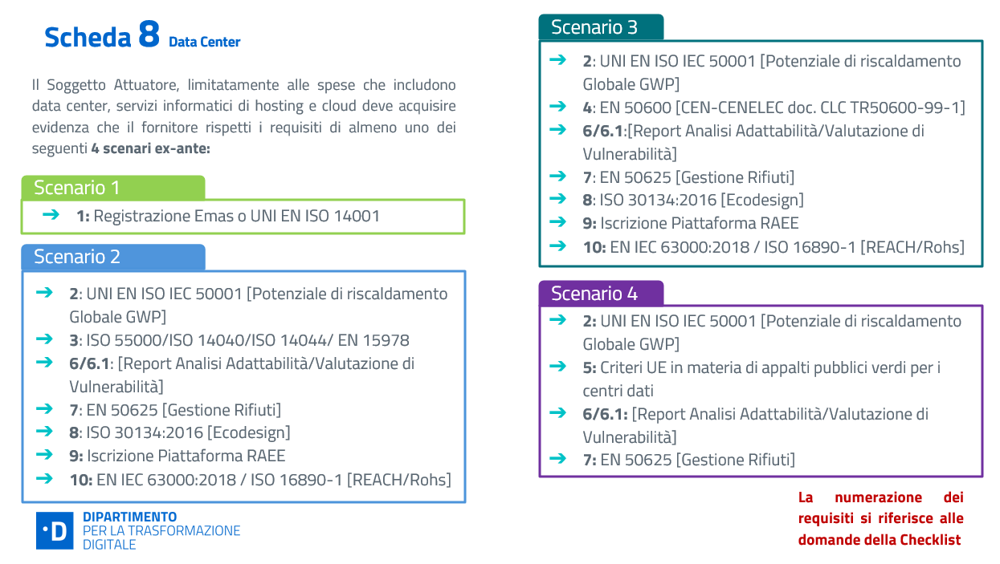 Scheda 8 Data Center
Il Soggetto Attuatore, limitatamente alle spese che includono
data center, servizi informatici di hosting e cloud deve acquisire
evidenza che il fornitore rispetti i requisiti di almeno uno dei
seguenti 4 scenari ex-ante:
Scenario 1
➔ 1: Registrazione Emas o UNI EN ISO 14001
Scenario 2
➔ 2: UNI EN ISO IEC 50001 [Potenziale di riscaldamento
Globale GWP]
➔ 3: ISO 55000/ISO 14040/ISO 14044/ EN 15978
➔ 6/6.1: [Report Analisi Adattabilità/Valutazione di
Vulnerabilità]
➔ 7: EN 50625 [Gestione Rifiuti]
➔ 8: ISO 30134:2016 [Ecodesign]
➔ 9: Iscrizione Piattaforma RAEE
➔ 10: EN IEC 63000:2018 / ISO 16890-1 [REACH/Rohs]
·D DIPARTIMENTO
PER LA TRASFORMAZIONE
DIGITALE
Scenario 3
➔ 2: UNI EN ISO IEC 50001 [Potenziale di riscaldamento
Globale GWP]
➔ 4: EN 50600 [CEN-CENELEC doc. CLC TR50600-99-1]
➔ 6/6.1:[Report Analisi Adattabilità/Valutazione di
Vulnerabilità]
➔ 7: EN 50625 [Gestione Rifiuti]
➔ 8: ISO 30134:2016 [Ecodesign]
➔ 9: Iscrizione Piattaforma RAEE
➔ 10: EN IEC 63000:2018 / ISO 16890-1 [REACH/Rohs]
Scenario 4
➔ 2: UNI EN ISO IEC 50001 [Potenziale di riscaldamento
Globale GWP]
➔ 5: Criteri UE in materia di appalti pubblici verdi per i
centri dati
➔ 6/6.1: [Report Analisi Adattabilità/Valutazione di
Vulnerabilità]
➔ 7: EN 50625 [Gestione Rifiuti]
La numerazione dei
requisiti si riferisce alle
domande della Checklist